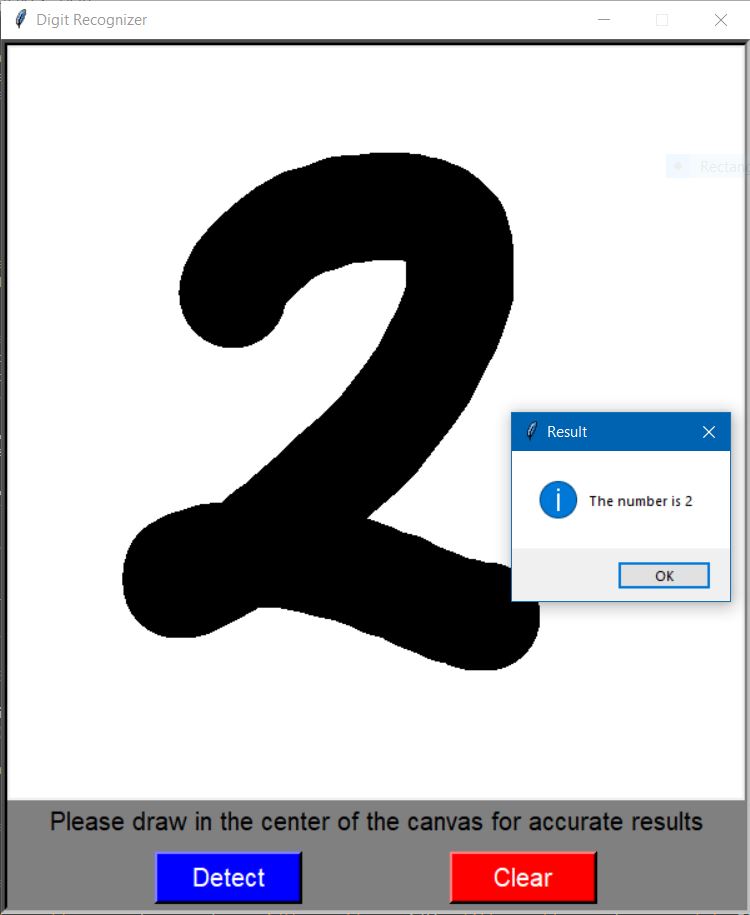 Digit Recognizer
Rectang
2
Result
The number is 2
OK
Please draw in the center of the canvas for accurate results
Detect
Clear